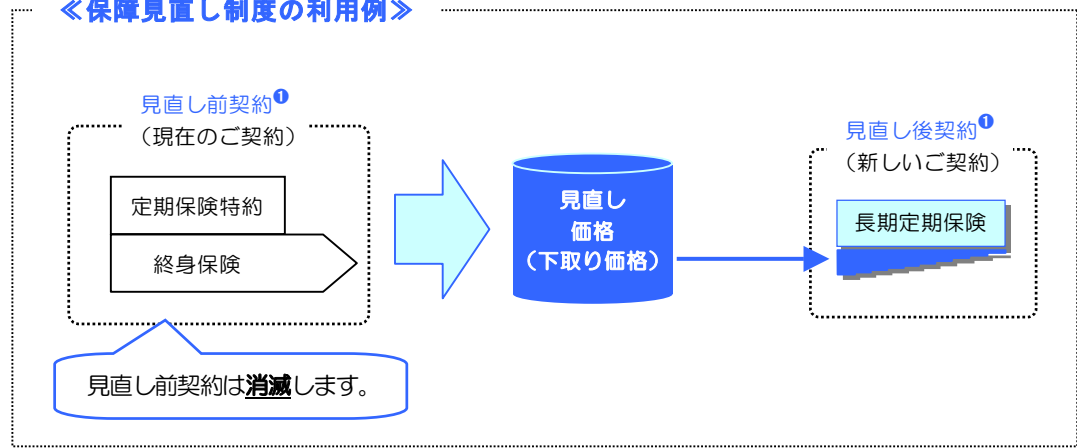 ≪保障見直し制度の利用例≫
見直し前契約❶
（現在のご契約）
定期保険特約
終身保険
見直し
価格
（下取り価格）
見直し後契約❶
（新しいご契約）
長期定期保険
見直し前契約は消滅します。